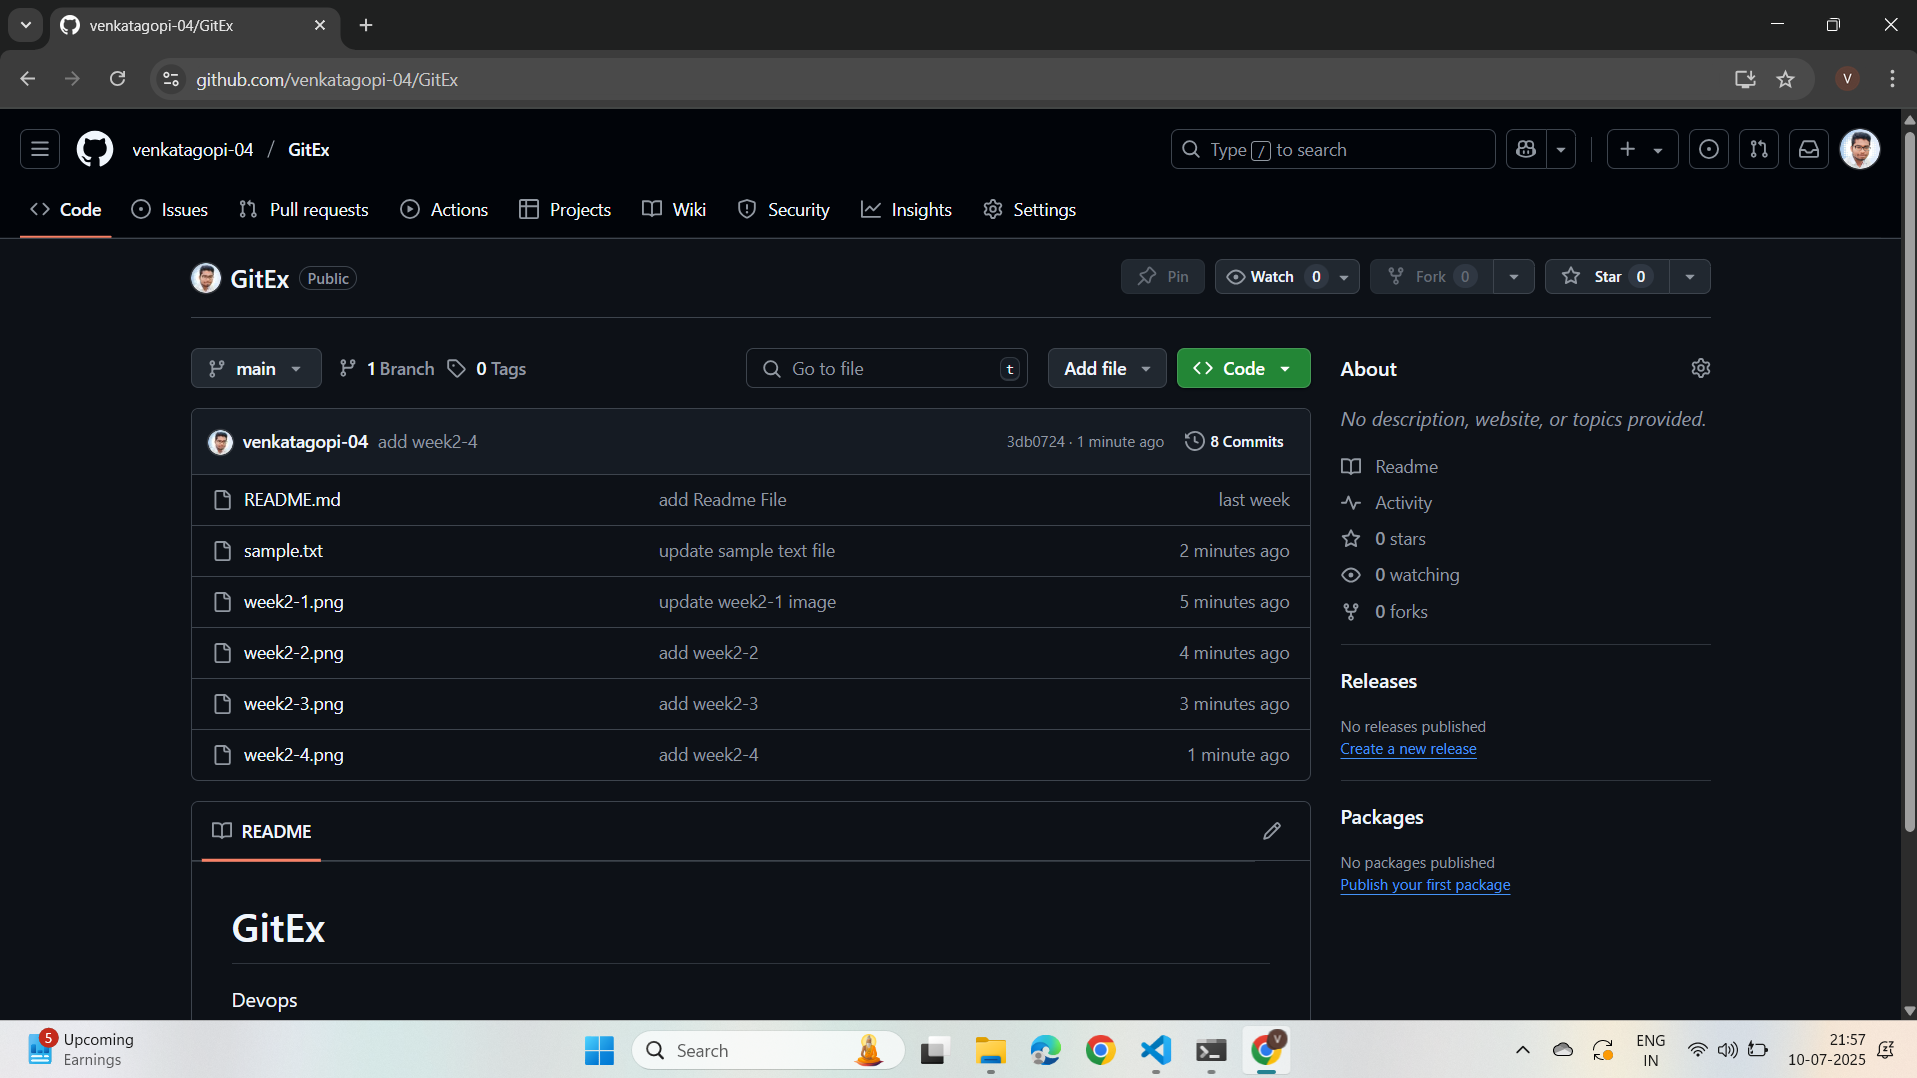 venkatagopi-04/GitEx
github.com/venkatagopi-04/GitEx
V
venkatagopi-04 / GitEx
Type / to search
Code Issues Pull requests Actions Projects Wiki Security Insights Settings
GitEx Public
Pin Watch 0 Fork 0 Star 0
main 1 Branch 0 Tags Go to file t Add file Code
venkatagopi-04 add week2-4 3db0724 · 1 minute ago 8 Commits
README.md add Readme File last week
sample.txt update sample text file 2 minutes ago
week2-1.png update week2-1 image 5 minutes ago
week2-2.png add week2-2 4 minutes ago
week2-3.png add week2-3 3 minutes ago
week2-4.png add week2-4 1 minute ago
README
GitEx
Devops
About
No description, website, or topics provided.
Readme
Activity
0 stars
0 watching
0 forks
Releases
No releases published
Create a new release
Packages
No packages published
Publish your first package
5 Upcoming
Earnings
Search
V
ENG
IN
21:57
10-07-2025